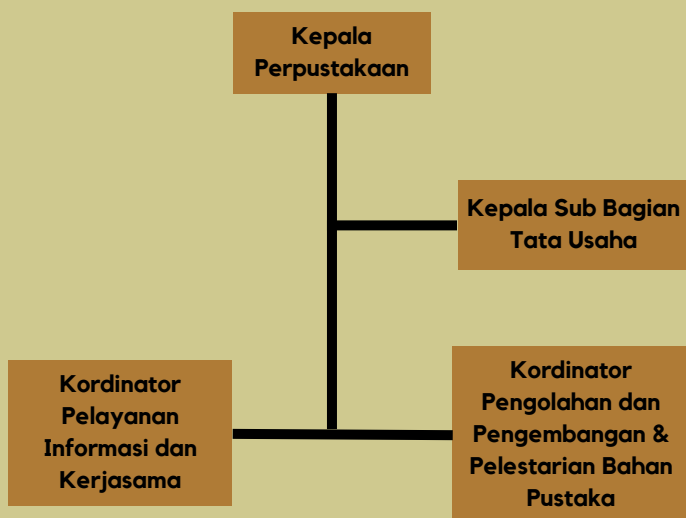 Kepala
Perpustakaan
Kepala Sub Bagian
Tata Usaha
Kordinator
Pelayanan
Informasi dan
Kerjasama
Kordinator
Pengolahan dan
Pengembangan &
Pelestarian Bahan
Pustaka